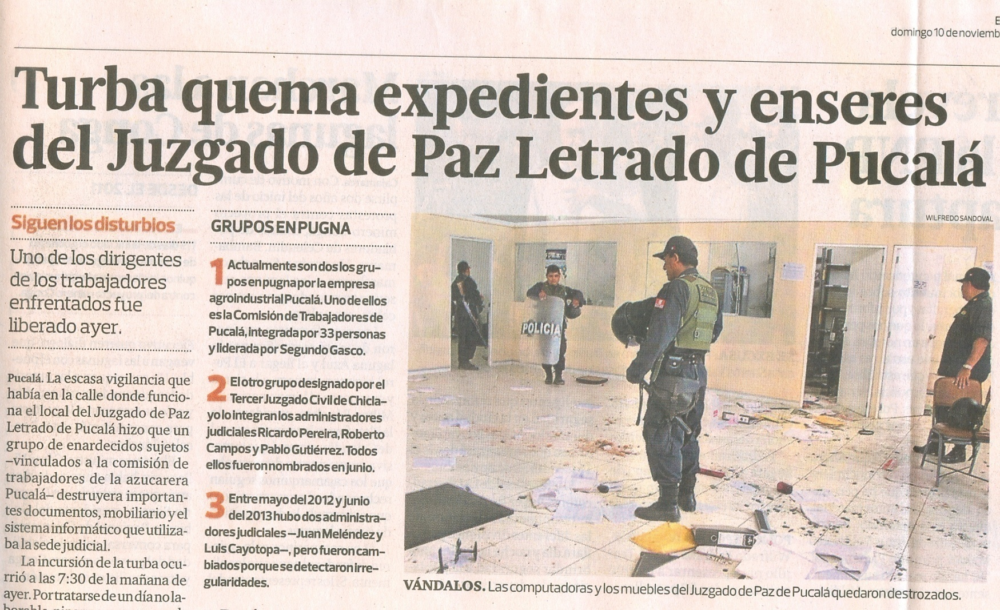 E
domingo 10 de noviemb
Turba quema expedientes y enseres
del Juzgado de Paz Letrado de Pucalá
Siguen los disturbios
Uno de los dirigentes
de los trabajadores
enfrentados fue
liberado ayer.
Pucalá. La escasa vigilancia que
había en la calle donde funcio-
na el local del Juzgado de Paz
Letrado de Pucalá hizo que un
grupo de enardecidos sujetos
–vinculados a la comisión de
trabajadores de la azucarera
Pucalá– destruyera importan-
tes documentos, mobiliario y el
sistema informático que utiliza-
ba la sede judicial.
La incursión de la turba ocu-
rrió a las 7:30 de la mañana de
ayer. Por tratarse de un día no la-
GRUPOS EN PUGNA
1 Actualmente son dos los gru-
pos en pugna por la empresa
agroindustrial Pucalá. Uno de ellos
es la Comisión de Trabajadores de
Pucalá, integrada por 33 personas
y liderada por Segundo Gasco.
2 El otro grupo designado por el
Tercer Juzgado Civil de Chicla-
yo lo integran los administradores
judiciales Ricardo Pereira, Roberto
Campos y Pablo Gutiérrez. Todos
ellos fueron nombrados en junio.
3 Entre mayo del 2012 y junio
del 2013 hubo dos administra-
dores judiciales –Juan Meléndez y
Luis Cayotopa–, pero fueron cam-
biados porque se detectaron irre-
gularidades.
WILFREDO SANDOVAL
POLICIA
VÁNDALOS. Las computadoras y los muebles del Juzgado de Paz de Pucalá quedaron destrozados.